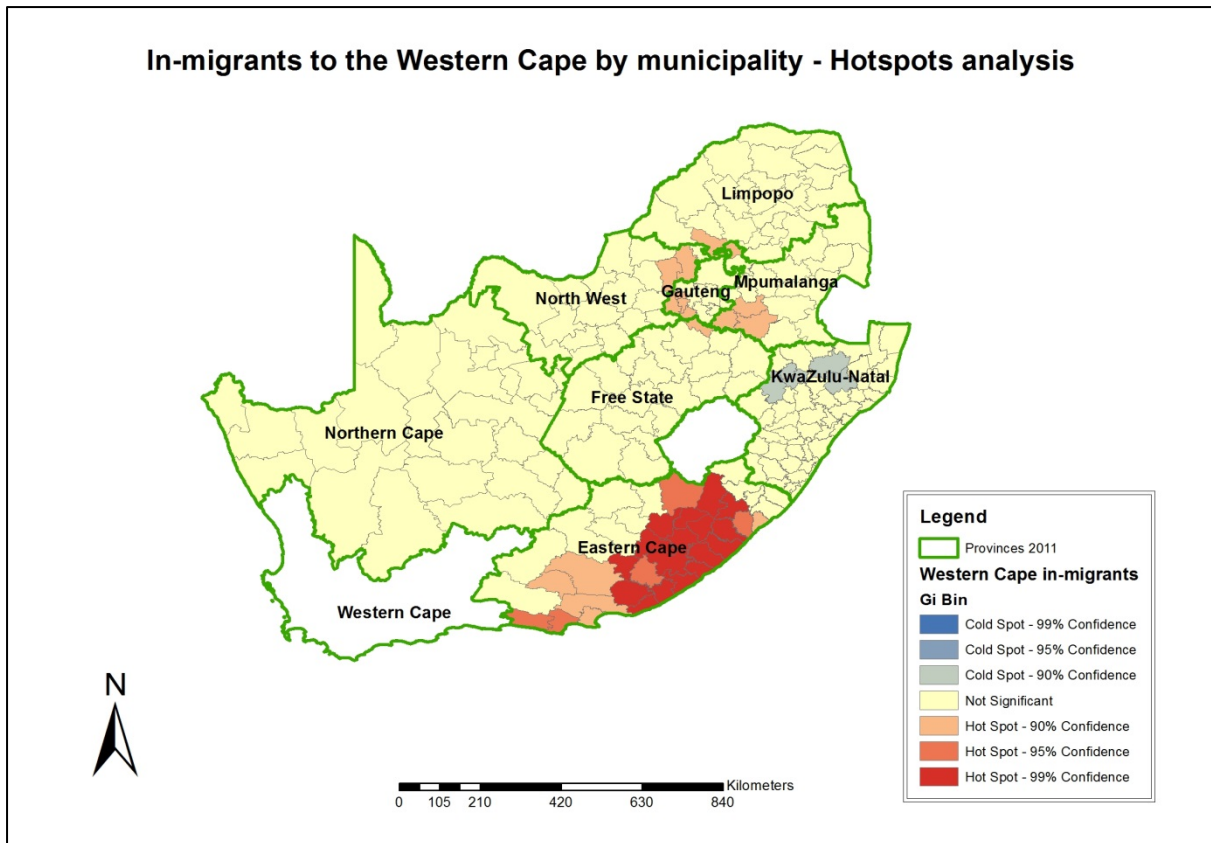 In-migrants to the Western Cape by municipality - Hotspots analysis
Limpopo
Mpumalanga
Gauteng
North West
KwaZulu-Natal
Free State
Northern Cape
Eastern Cape
Western Cape
Legend
Provinces 2011
Western Cape in-migrants
Gi Bin
Cold Spot - 99% Confidence
Cold Spot - 95% Confidence
Cold Spot - 90% Confidence
Not Significant
Hot Spot - 90% Confidence
Hot Spot - 95% Confidence
Hot Spot - 99% Confidence
N
Kilometers
0 105 210 420 630 840